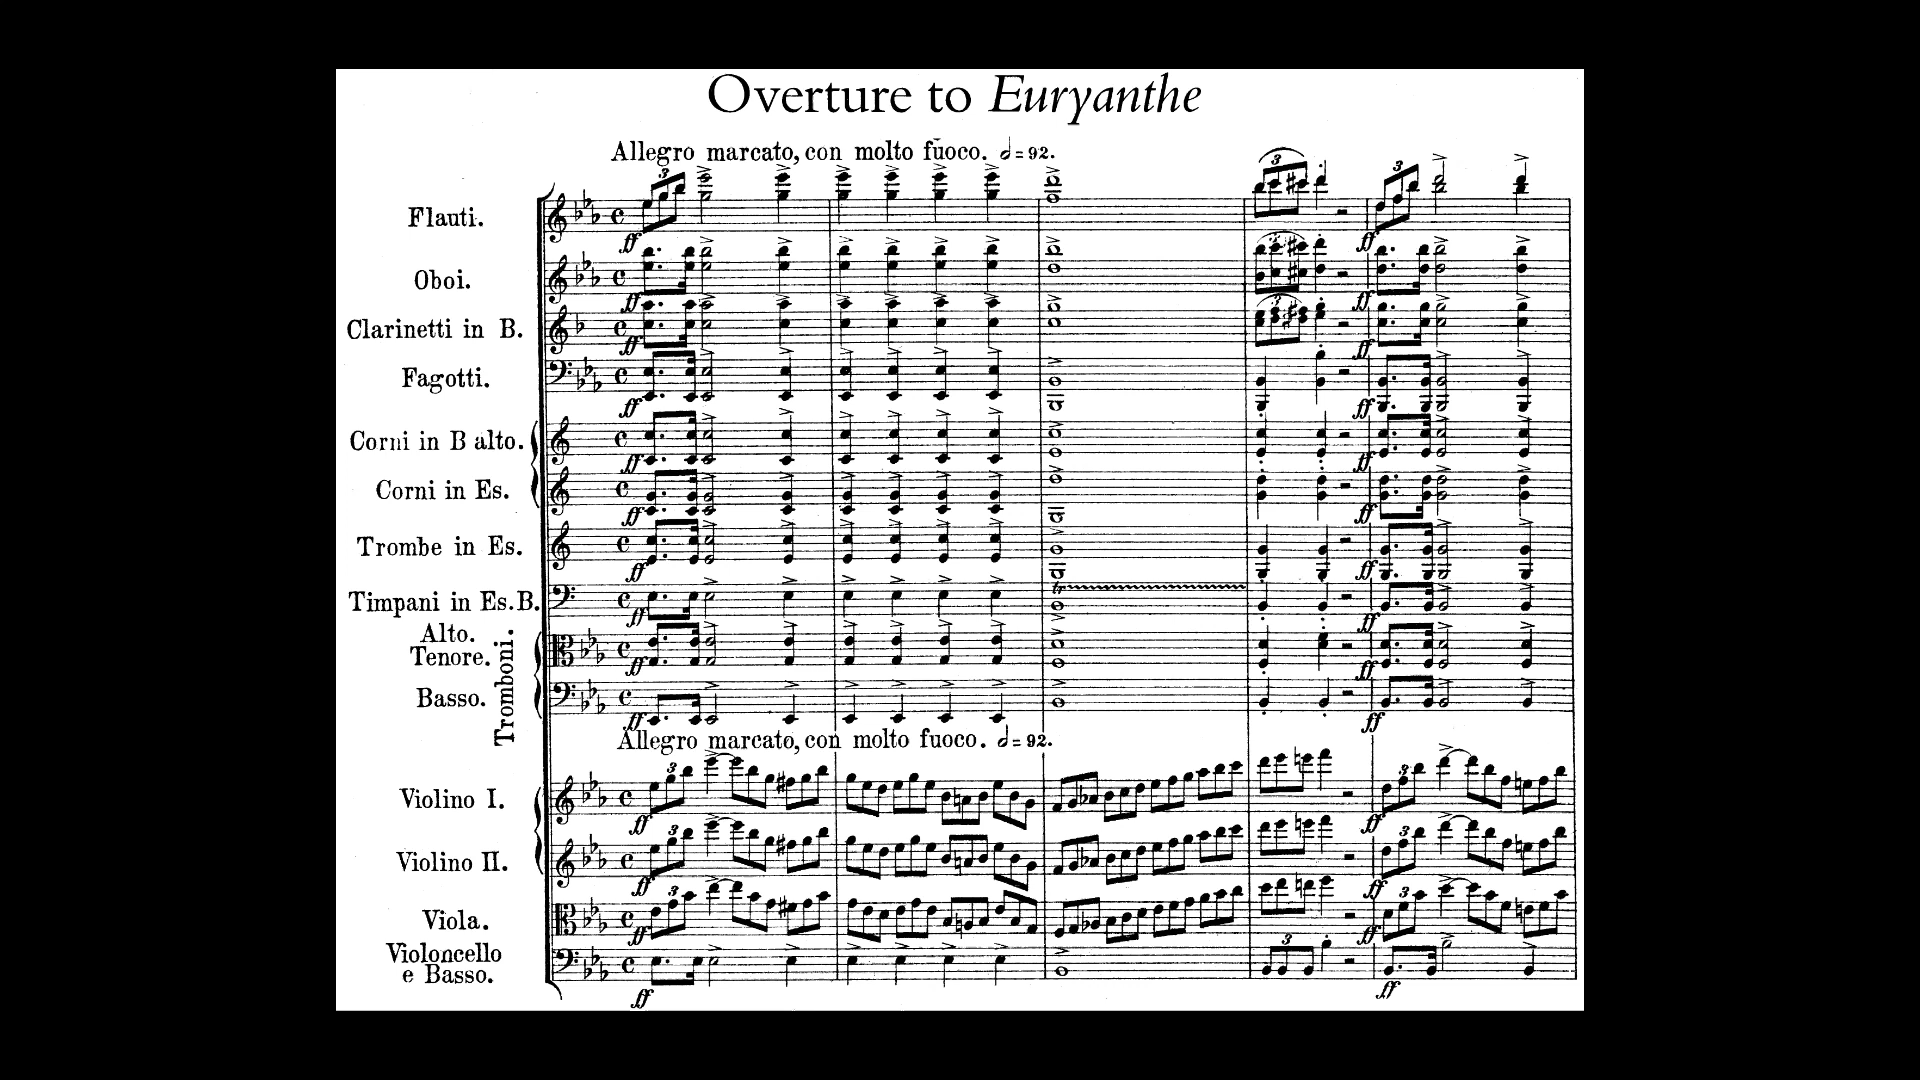 Overture to Euryanthe
Allegro marcato, con molto fuoco. 𝅗𝅥 = 92.
Flauti.
Oboi.
Clarinetti in B.
Fagotti.
Corni in B alto.
Corni in Es.
Trombe in Es.
Timpani in Es.B.
Alto.
Tenore.
Basso.
Tromboni.
Allegro marcato, con molto fuoco. 𝅗𝅥 = 92.
Violino I.
Violino II.
Viola.
Violoncello
e Basso.